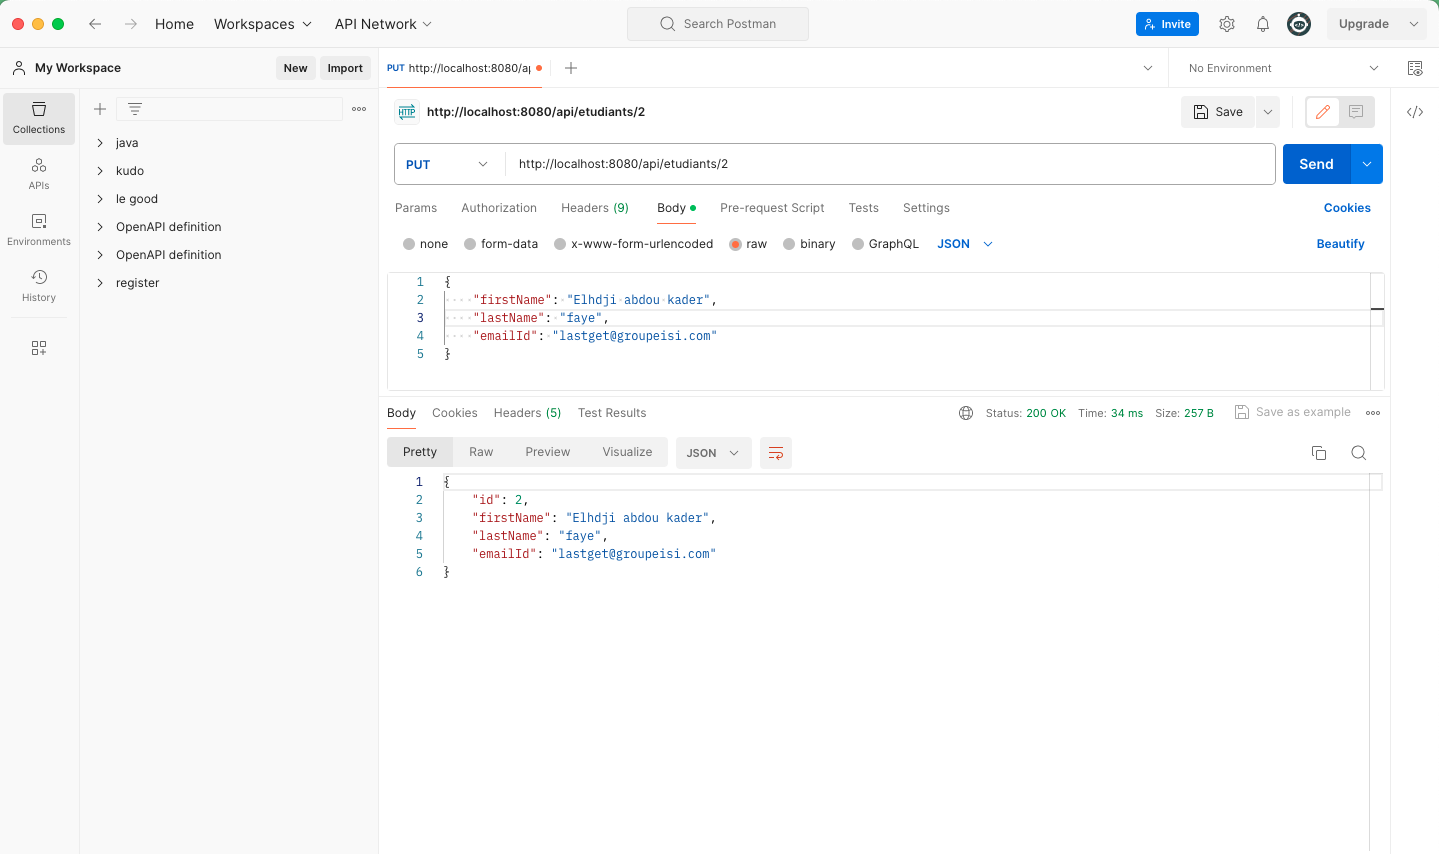 Home Workspaces API Network Search Postman Invite Upgrade
My Workspace New Import
PUT http://localhost:8080/a No Environment
Collections
APIs
Environments
History
java
kudo
le good
OpenAPI definition
OpenAPI definition
register
HTTP http://localhost:8080/api/etudiants/2 Save
PUT http://localhost:8080/api/etudiants/2 Send
Params Authorization Headers (9) Body Pre-request Script Tests Settings Cookies
none form-data x-www-form-urlencoded raw binary GraphQL JSON Beautify
1 {
2 ····"firstName":·"Elhdji·abdou·kader",
3 ····"lastName":·"faye",
4 ····"emailId":·"lastget@groupeisi.com"
5 }
Body Cookies Headers (5) Test Results Status: 200 OK Time: 34 ms Size: 257 B Save as example
Pretty Raw Preview Visualize JSON
1 {
2 "id": 2,
3 "firstName": "Elhdji abdou kader",
4 "lastName": "faye",
5 "emailId": "lastget@groupeisi.com"
6 }